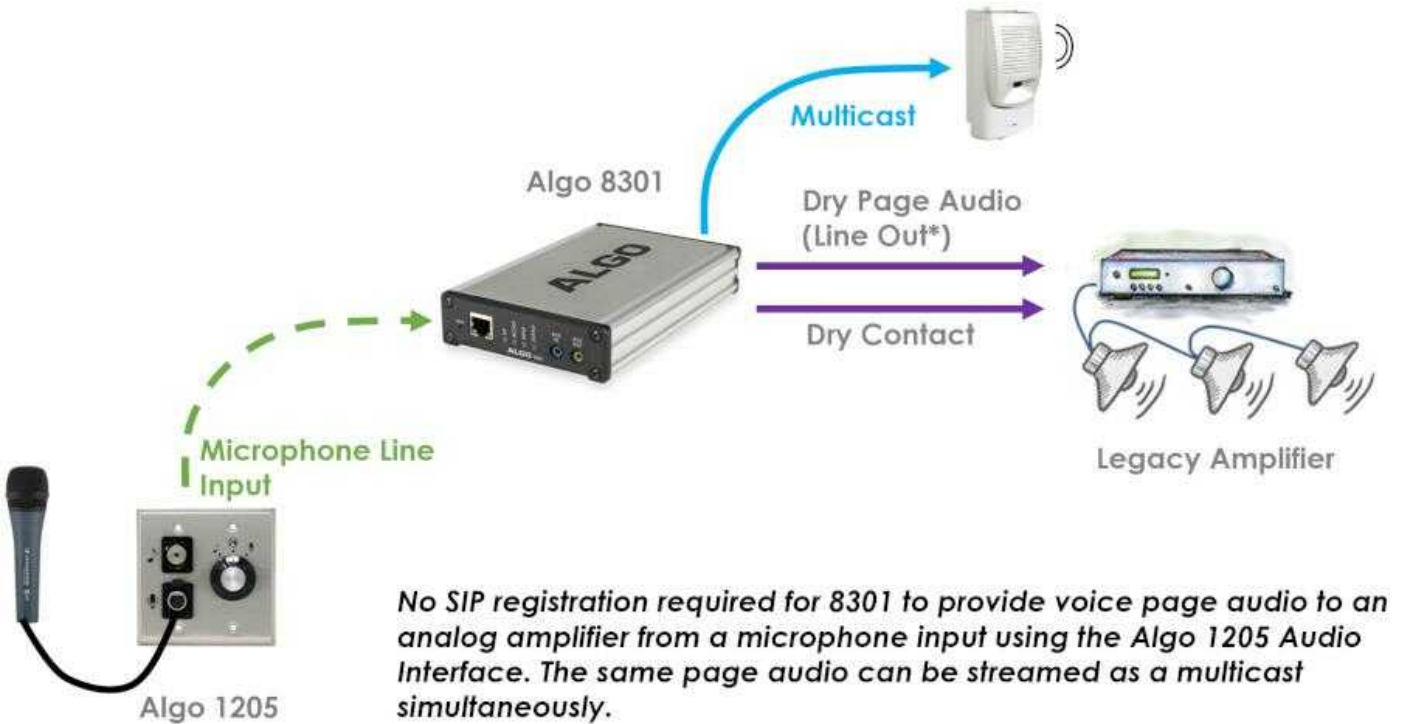 Multicast
Algo 8301
Dry Page Audio
(Line Out*)
ALGO
ALGO
Dry Contact
Microphone Line
Input
Legacy Amplifier
No SIP registration required for 8301 to provide voice page audio to an
analog amplifier from a microphone input using the Algo 1205 Audio
Interface. The same page audio can be streamed as a multicast
simultaneously.
Algo 1205